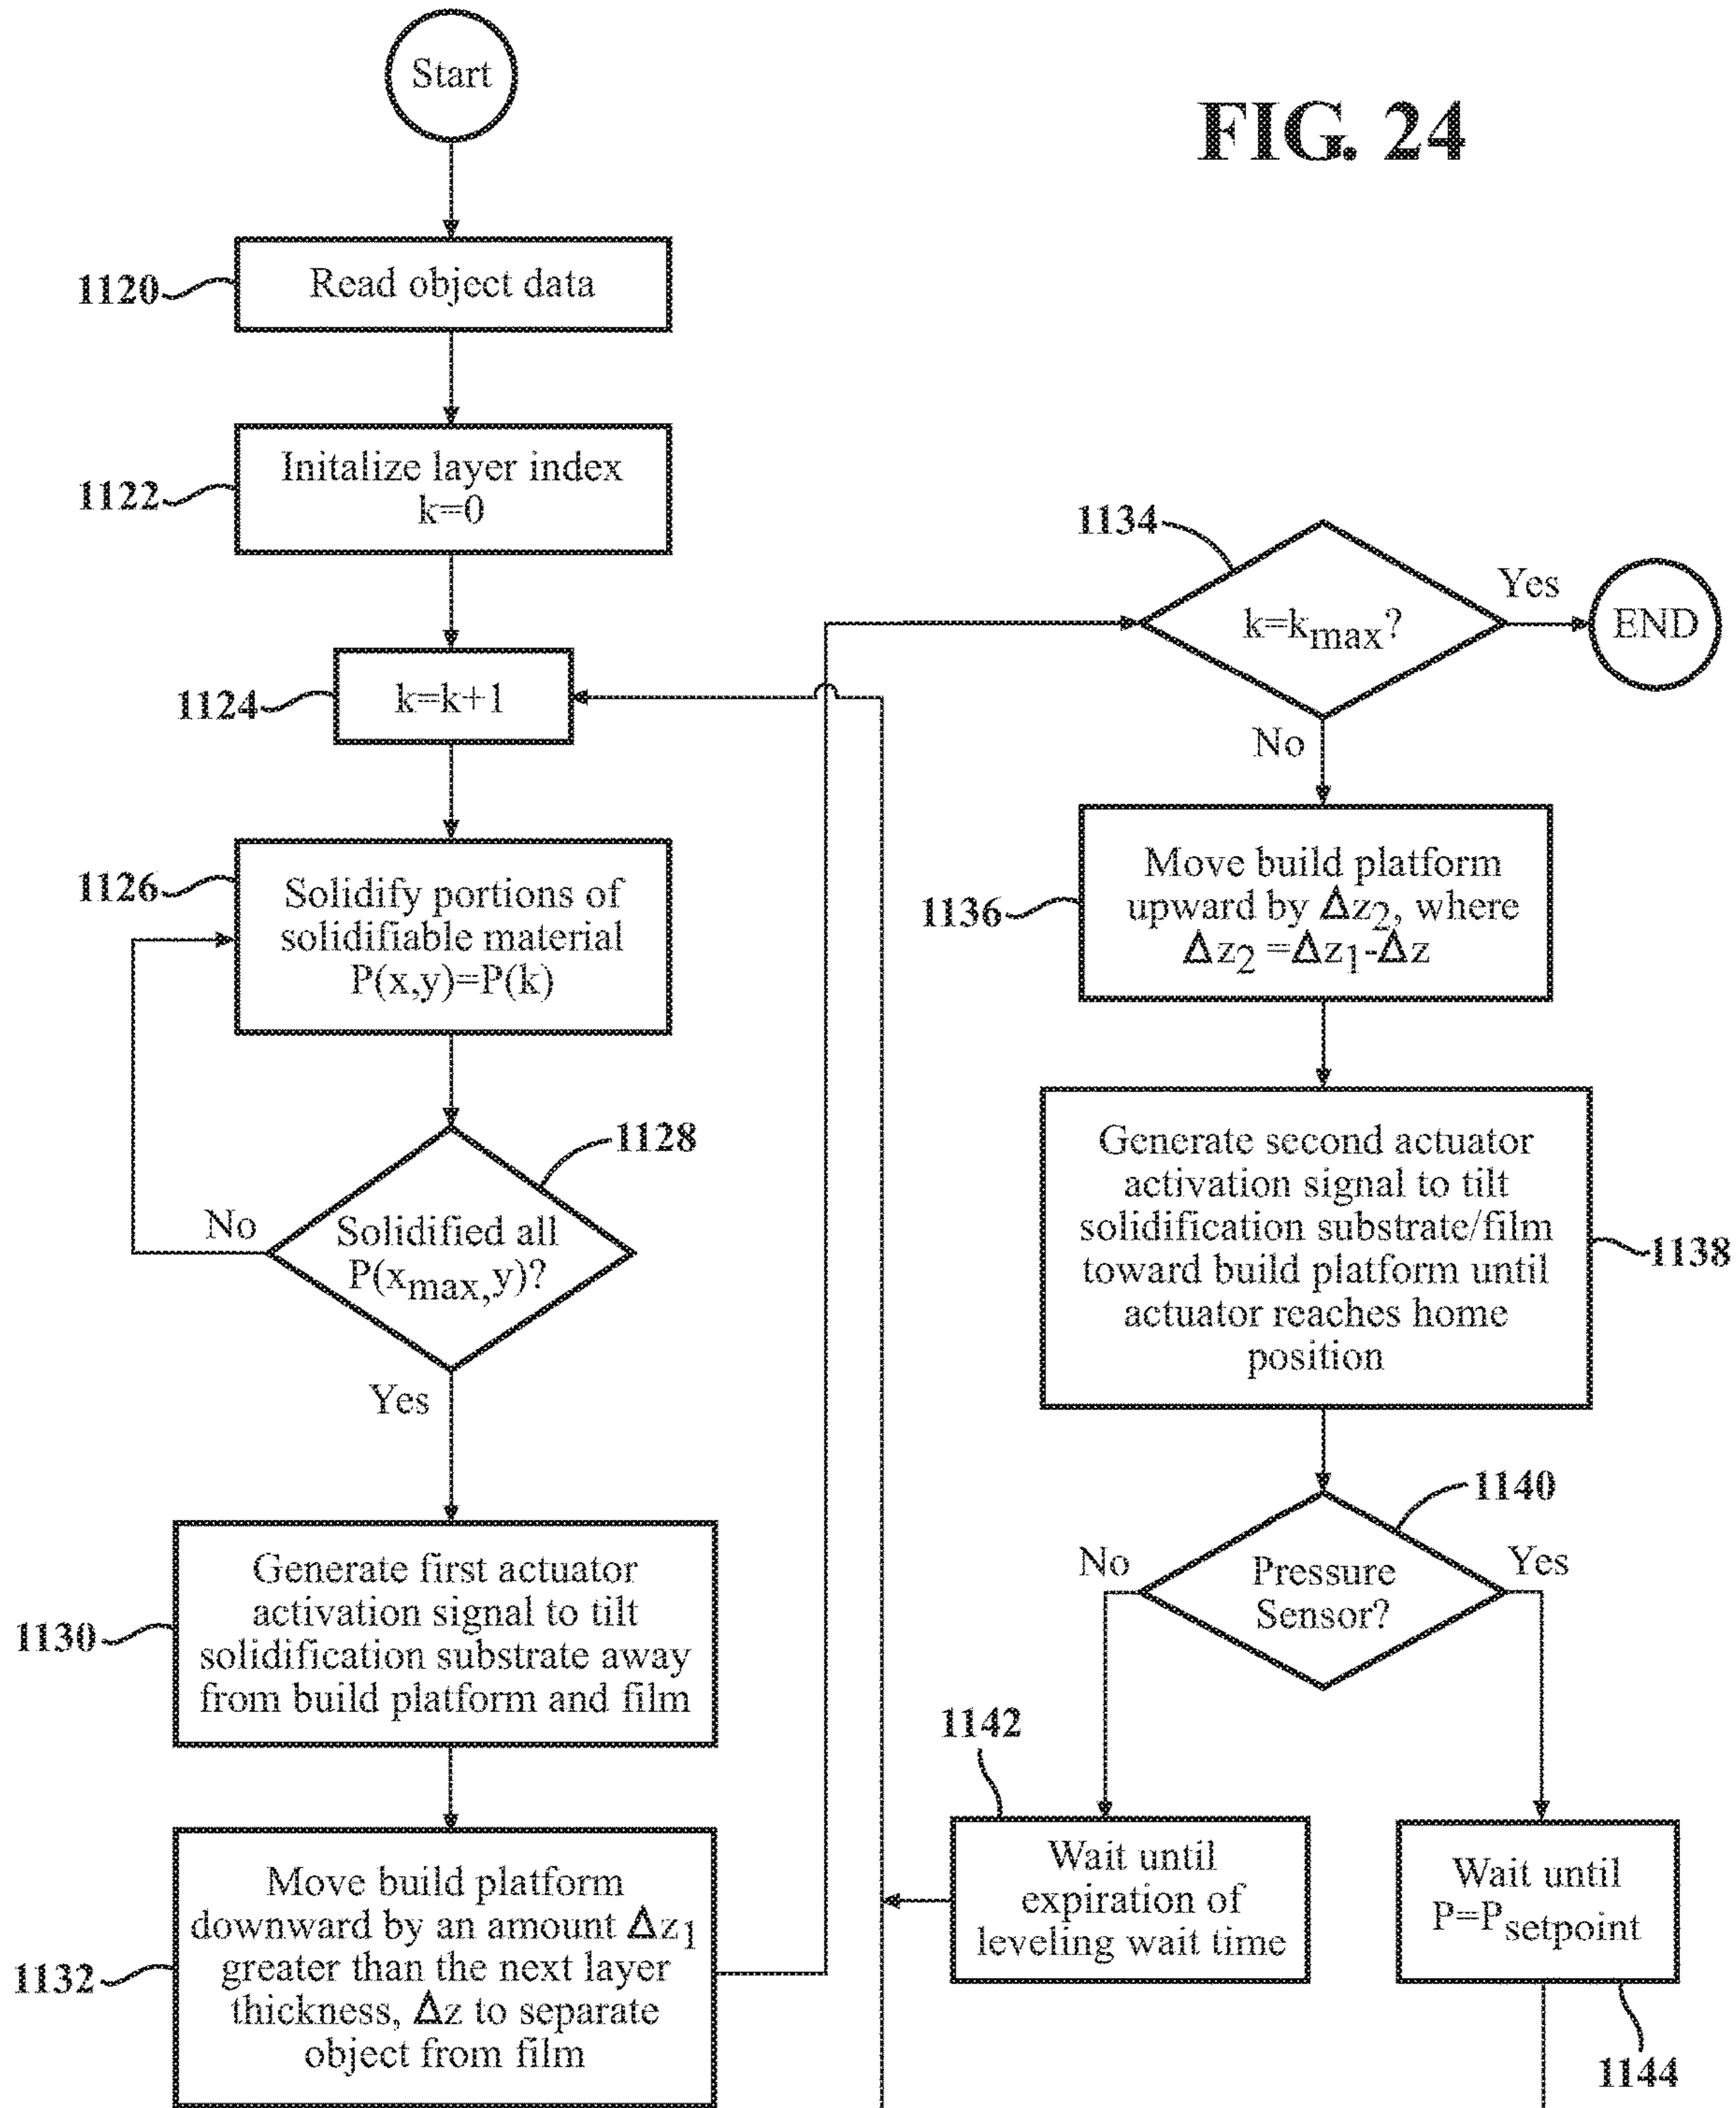 Start
FIG. 24
1120
Read object data
1122
Initalize layer index
k=0
1124
k=k+1
1126
Solidify portions of
solidifiable material
P(x,y)=P(k)
1128
Solidified all
P(xmax,y)?
No
Yes
1130
Generate first actuator
activation signal to tilt
solidification substrate away
from build platform and film
1132
Move build platform
downward by an amount Δz1
greater than the next layer
thickness, Δz to separate
object from film
1134
k=kmax?
Yes
END
No
1136
Move build platform
upward by Δz2, where
Δz2 =Δz1-Δz
1138
Generate second actuator
activation signal to tilt
solidification substrate/film
toward build platform until
actuator reaches home
position
1140
Pressure
Sensor?
No
Yes
1142
Wait until
expiration of
leveling wait time
Wait until
P=Psetpoint
1144